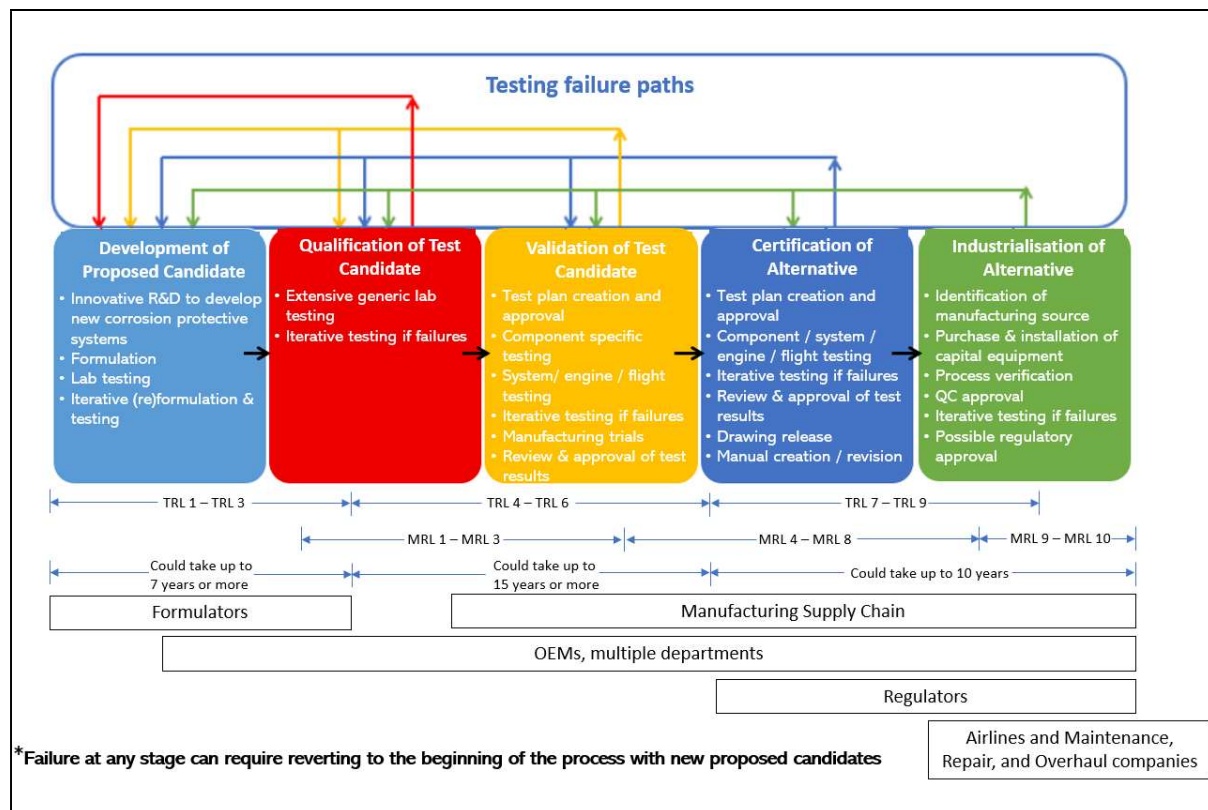 Testing failure paths
Development of
Proposed Candidate
• Innovative R&D to develop
new corrosion protective
systems
• Formulation
• Lab testing
• Iterative (re)formulation &
testing
Qualification of Test
Candidate
• Extensive generic lab
testing
• Iterative testing if failures
Validation of Test
Candidate
• Test plan creation and
approval
• Component specific
testing
• System/ engine / flight
testing
• Iterative testing if failures
• Manufacturing trials
• Review & approval of test
results
Certification of
Alternative
• Test plan creation and
approval
• Component / system /
engine / flight testing
• Iterative testing if failures
• Review & approval of test
results
• Drawing release
• Manual creation / revision
Industrialisation of
Alternative
• Identification of
manufacturing source
• Purchase & installation of
capital equipment
• Process verification
• QC approval
• Iterative testing if failures
• Possible regulatory
approval
TRL 1 – TRL 3
TRL 4 – TRL 6
TRL 7 – TRL 9
MRL 1 – MRL 3
MRL 4 – MRL 8
MRL 9 – MRL 10
Could take up to
7 years or more
Could take up to
15 years or more
Could take up to 10 years
Formulators
Manufacturing Supply Chain
OEMs, multiple departments
Regulators
Airlines and Maintenance,
Repair, and Overhaul companies
*Failure at any stage can require reverting to the beginning of the process with new proposed candidates